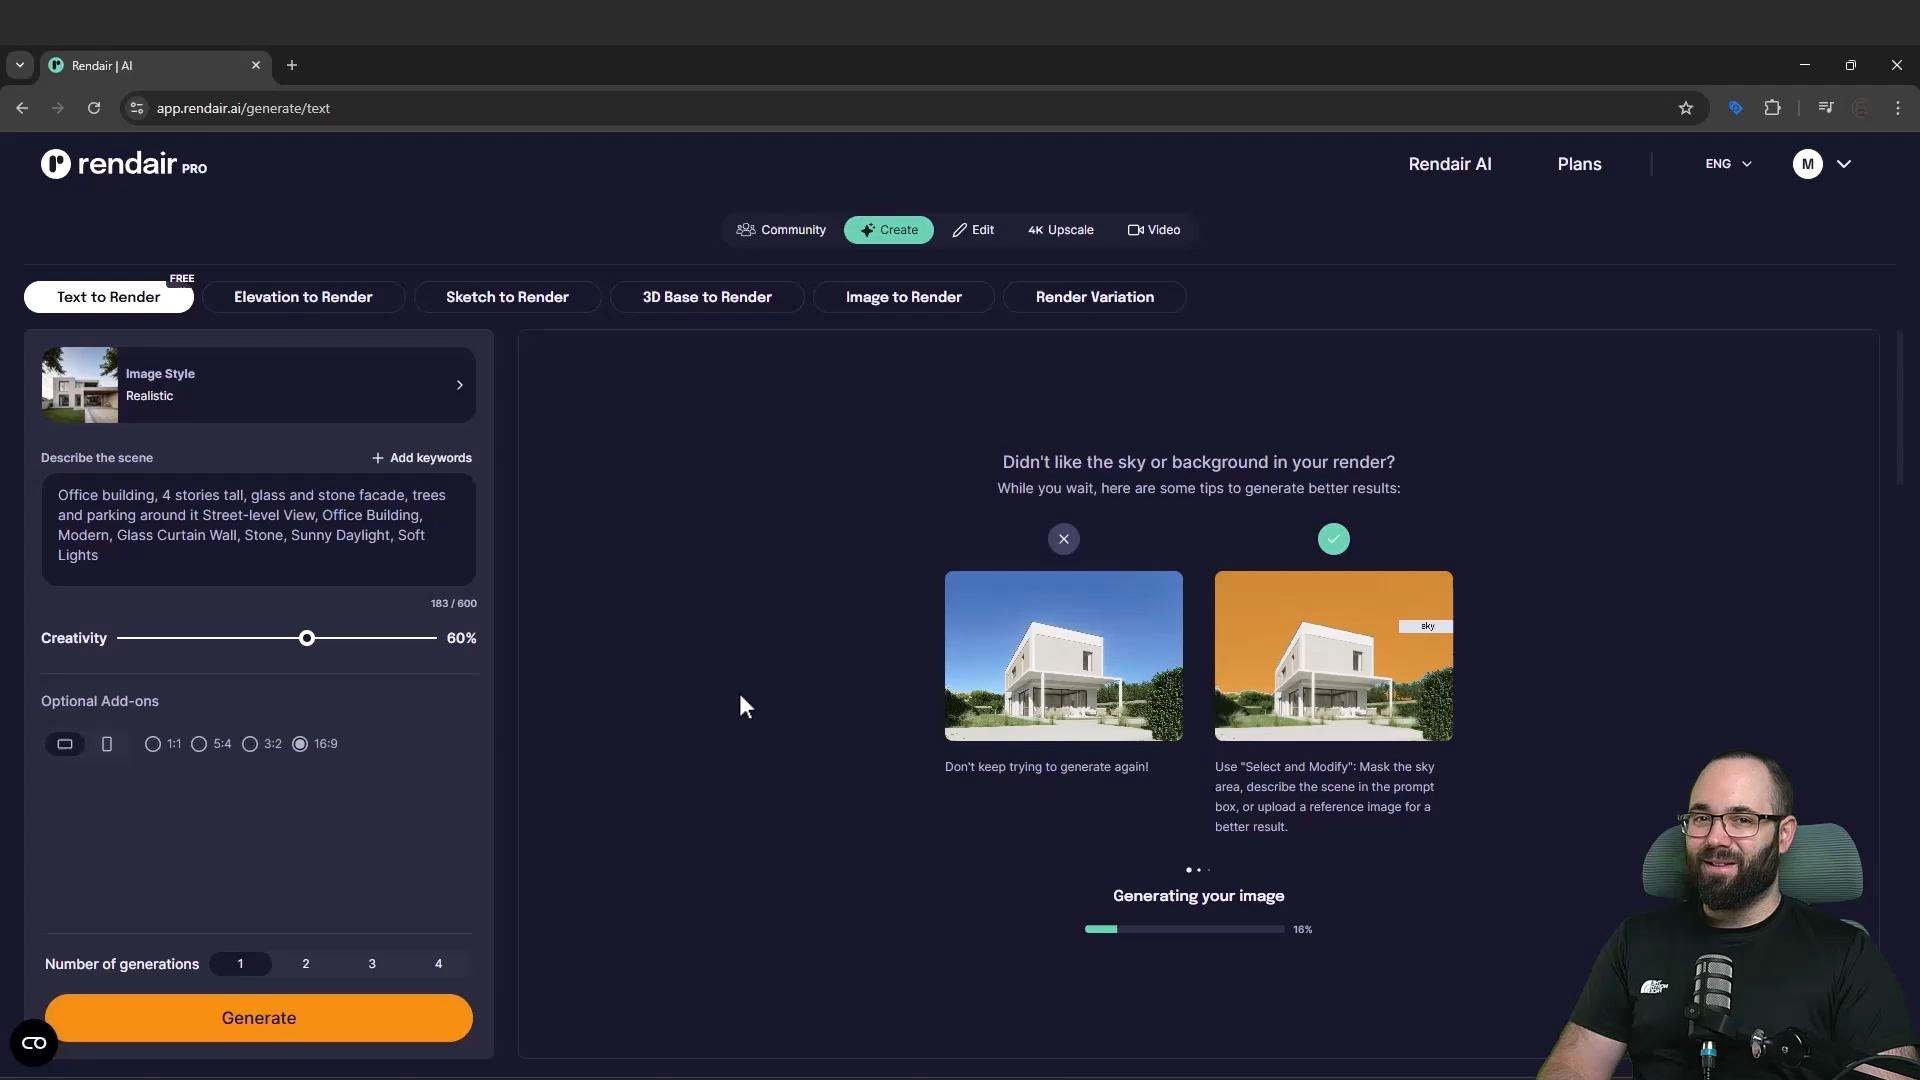 Rendair | AI
app.rendair.ai/generate/text
rendair PRO
Rendair AI
Plans
ENG
M
Community
Create
Edit
4K Upscale
Video
FREE
Text to Render
Elevation to Render
Sketch to Render
3D Base to Render
Image to Render
Render Variation
Image Style
Realistic
Describe the scene
+ Add keywords
Office building, 4 stories tall, glass and stone facade, trees
and parking around it Street-level View, Office Building,
Modern, Glass Curtain Wall, Stone, Sunny Daylight, Soft
Lights
183 / 600
Creativity
60%
Optional Add-ons
1:1
5:4
3:2
16:9
Number of generations
1
2
3
4
Generate
Didn't like the sky or background in your render?
While you wait, here are some tips to generate better results:
sky
Don't keep trying to generate again!
Use "Select and Modify": Mask the sky
area, describe the scene in the prompt
box, or upload a reference image for a
better result.
Generating your image
16%
THE
NORTH
FACE